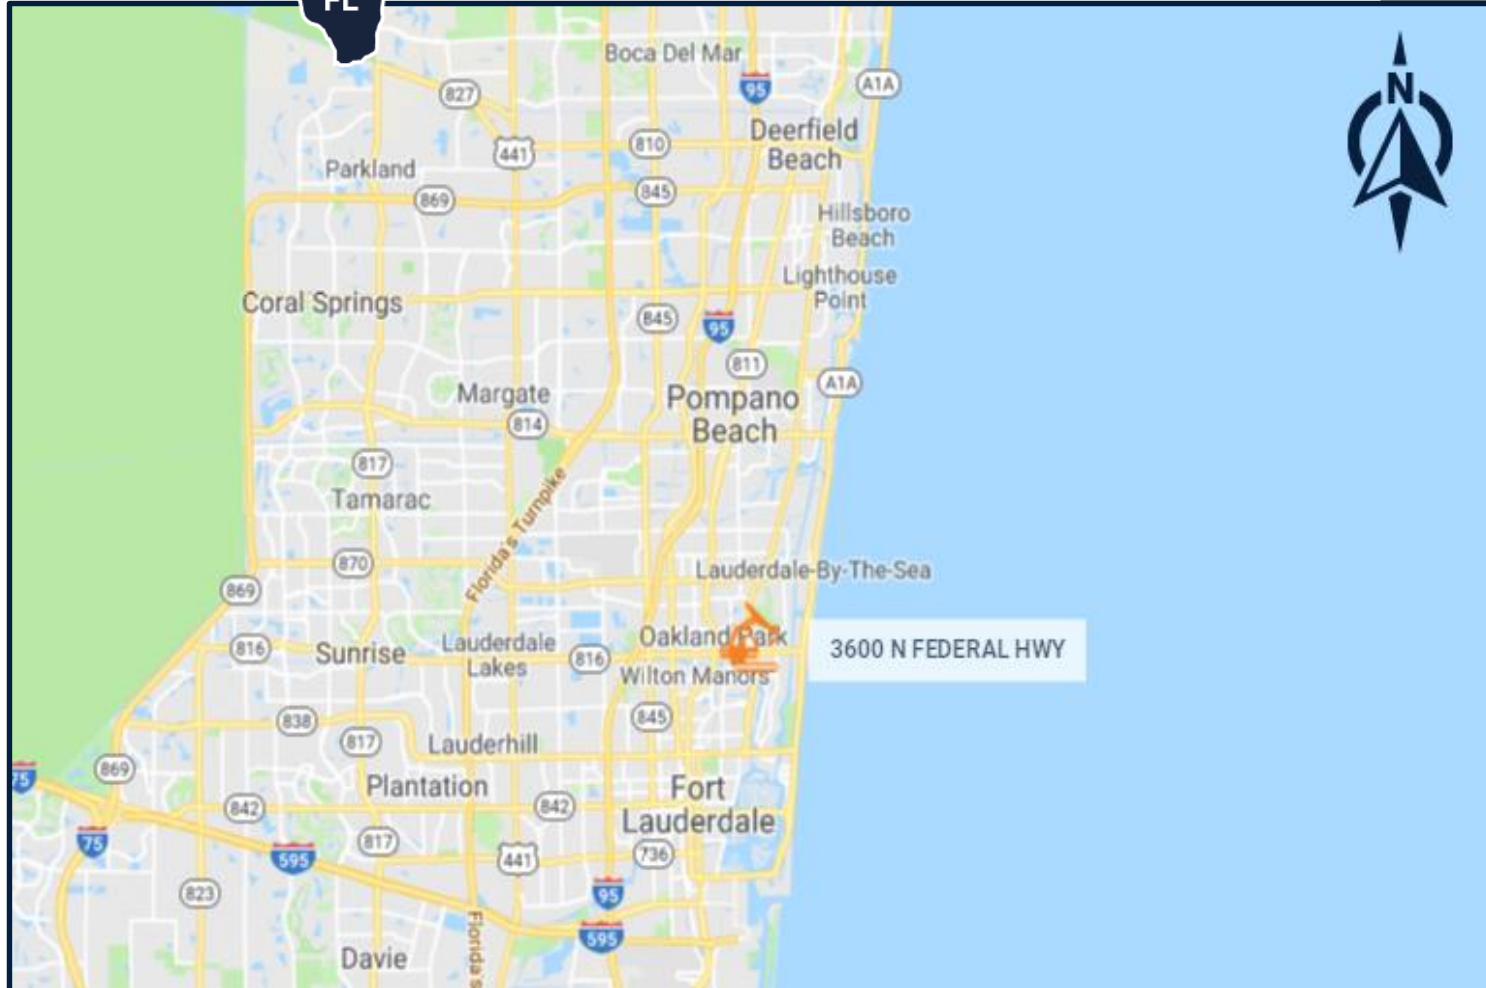 FL
Boca Del Mar
95
A1A
827
Deerfield
Beach
810
441
Parkland
845
869
Hillsboro
Beach
Lighthouse
Point
Coral Springs
845
95
811
A1A
Margate
Pompano
Beach
814
817
Tamarac
Florida's Turnpike
870
Lauderdale-By-The-Sea
869
Oakland Park
3600 N FEDERAL HWY
816
Sunrise
Lauderdale
Lakes
816
Wilton Manors
838
845
817
Lauderhill
869
75
Plantation
Fort
Lauderdale
842
842
75
817
595
441
736
823
95
Florida's
595
Davie
N